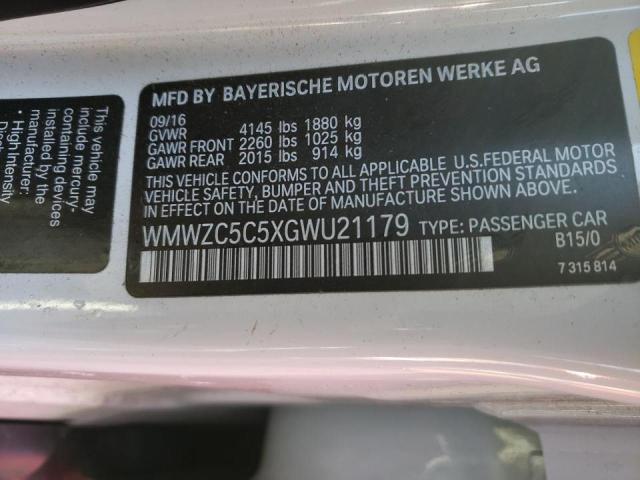 This vehicle may
contain mercury-
containing devices
installed by the
manufacturer:
High Intensity
MFD BY BAYERISCHE MOTOREN WERKE AG
09/16
GVWR 4145 lbs 1880 kg
GAWR FRONT 2260 lbs 1025 kg
GAWR REAR 2015 lbs 914 kg
THIS VEHICLE CONFORMS TO ALL APPLICABLE U.S.FEDERAL MOTOR
VEHICLE SAFETY, BUMPER AND THEFT PREVENTION STANDARDS
IN EFFECT ON THE DATE OF MANUFACTURE SHOWN ABOVE.
WMWZC5C5XGWU21179 TYPE: PASSENGER CAR
B15/0
7 315 814